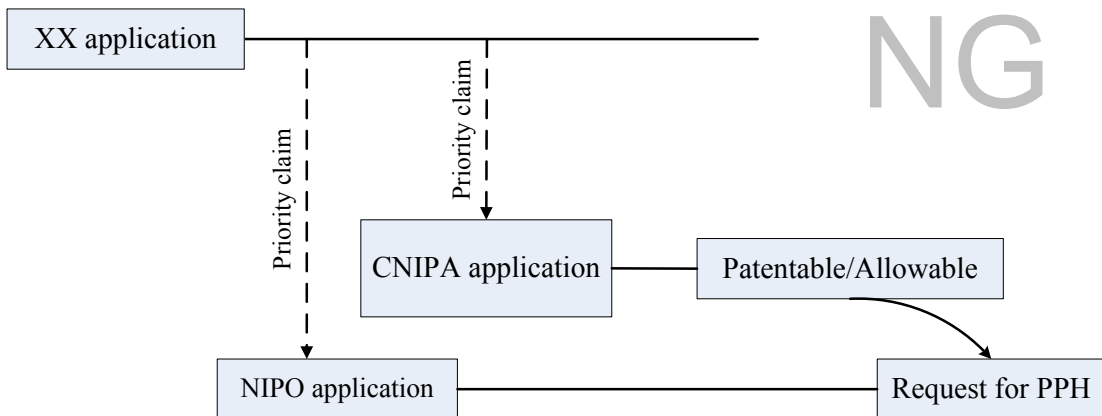 XX application
NG
Priority claim
Priority claim
CNIPA application
Patentable/Allowable
NIPO application
Request for PPH